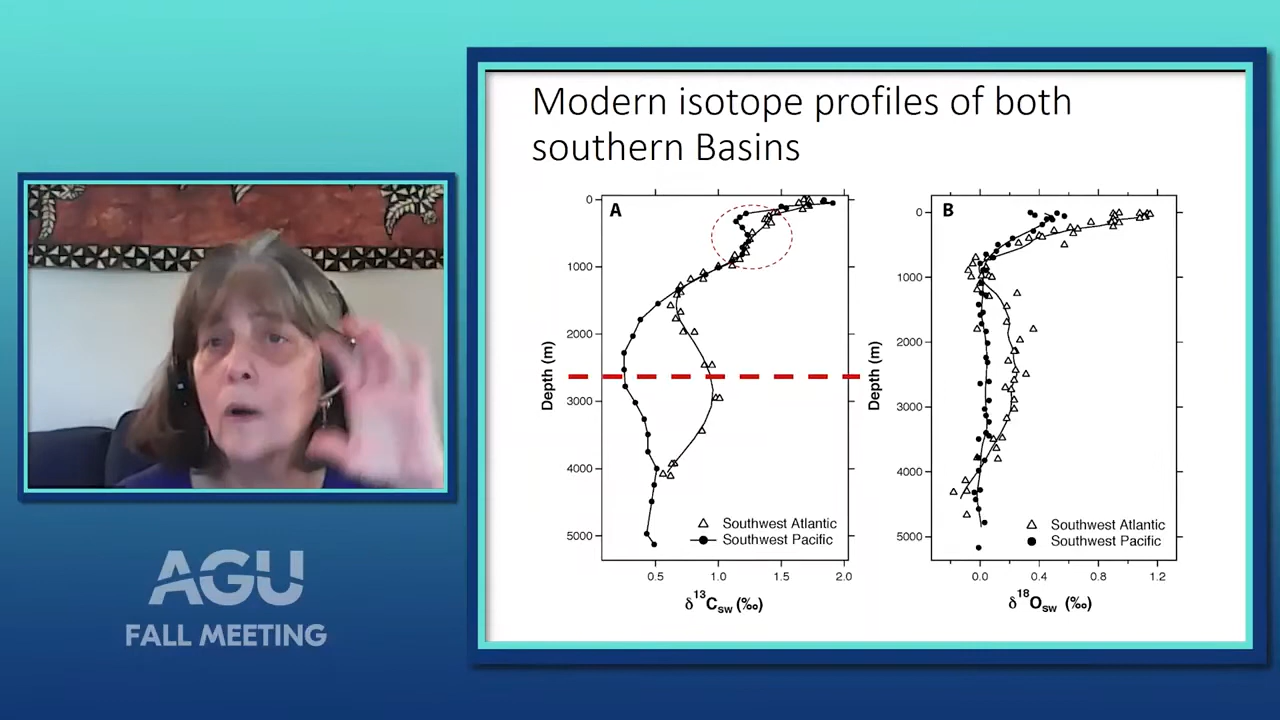 Modern isotope profiles of both
southern Basins
A
0
1000
2000
3000
4000
5000
Depth (m)
0.5 1.0 1.5 2.0
δ¹³Csw (‰)
Southwest Atlantic
Southwest Pacific
B
0
1000
2000
3000
4000
5000
Depth (m)
0.0 0.4 0.8 1.2
δ¹⁸Osw (‰)
Southwest Atlantic
Southwest Pacific
AGU
FALL MEETING